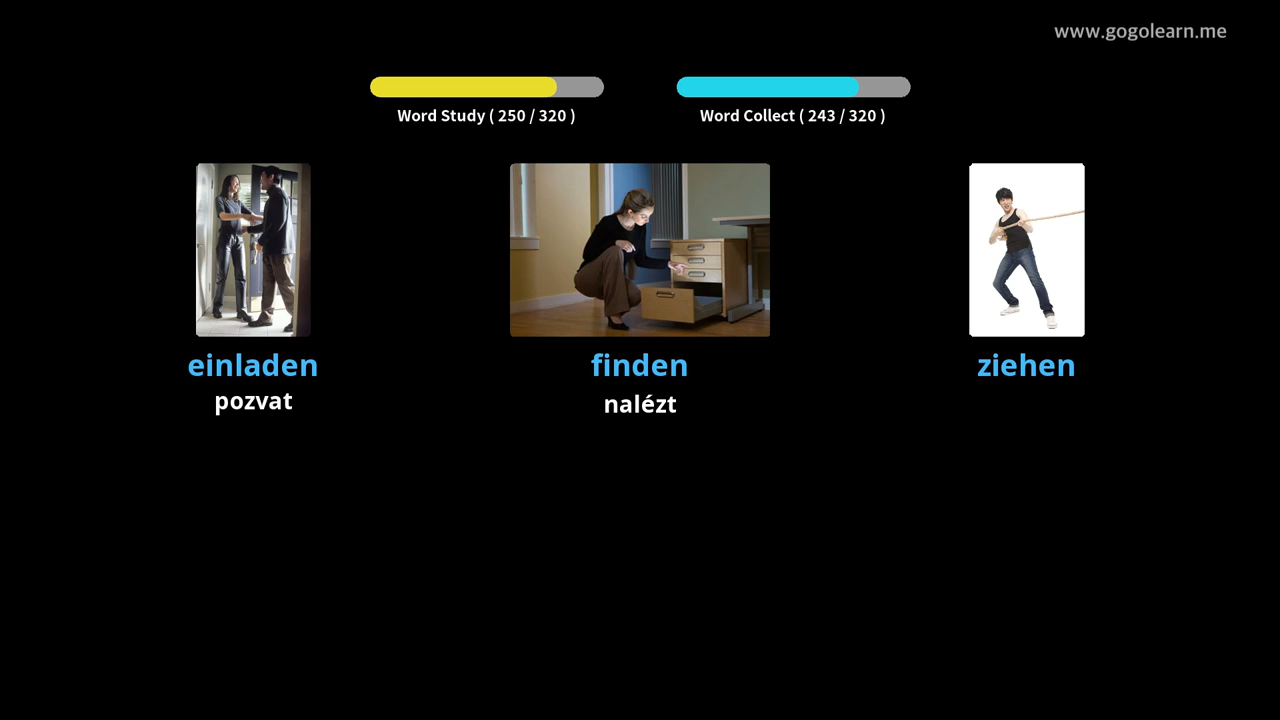 www.gogolearn.me
Word Study ( 250 / 320 )
Word Collect ( 243 / 320 )
einladen
pozvat
finden
nalézt
ziehen